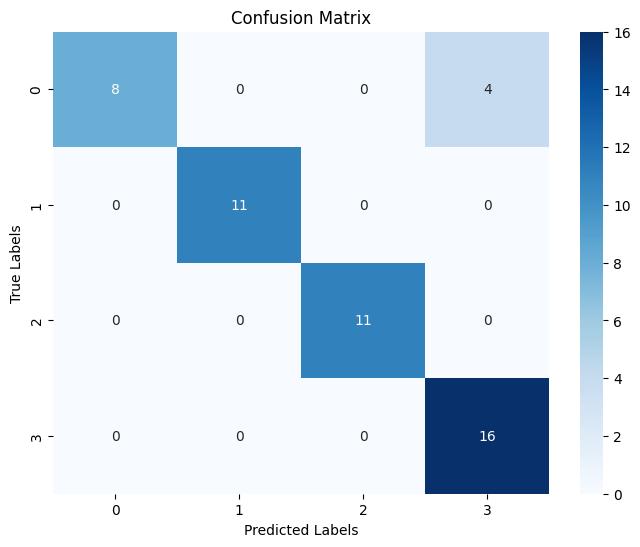 Confusion Matrix
0 8 0 0 4
1 0 11 0 0
2 0 0 11 0
3 0 0 0 16
0 1 2 3
True Labels
Predicted Labels
16
14
12
10
8
6
4
2
0